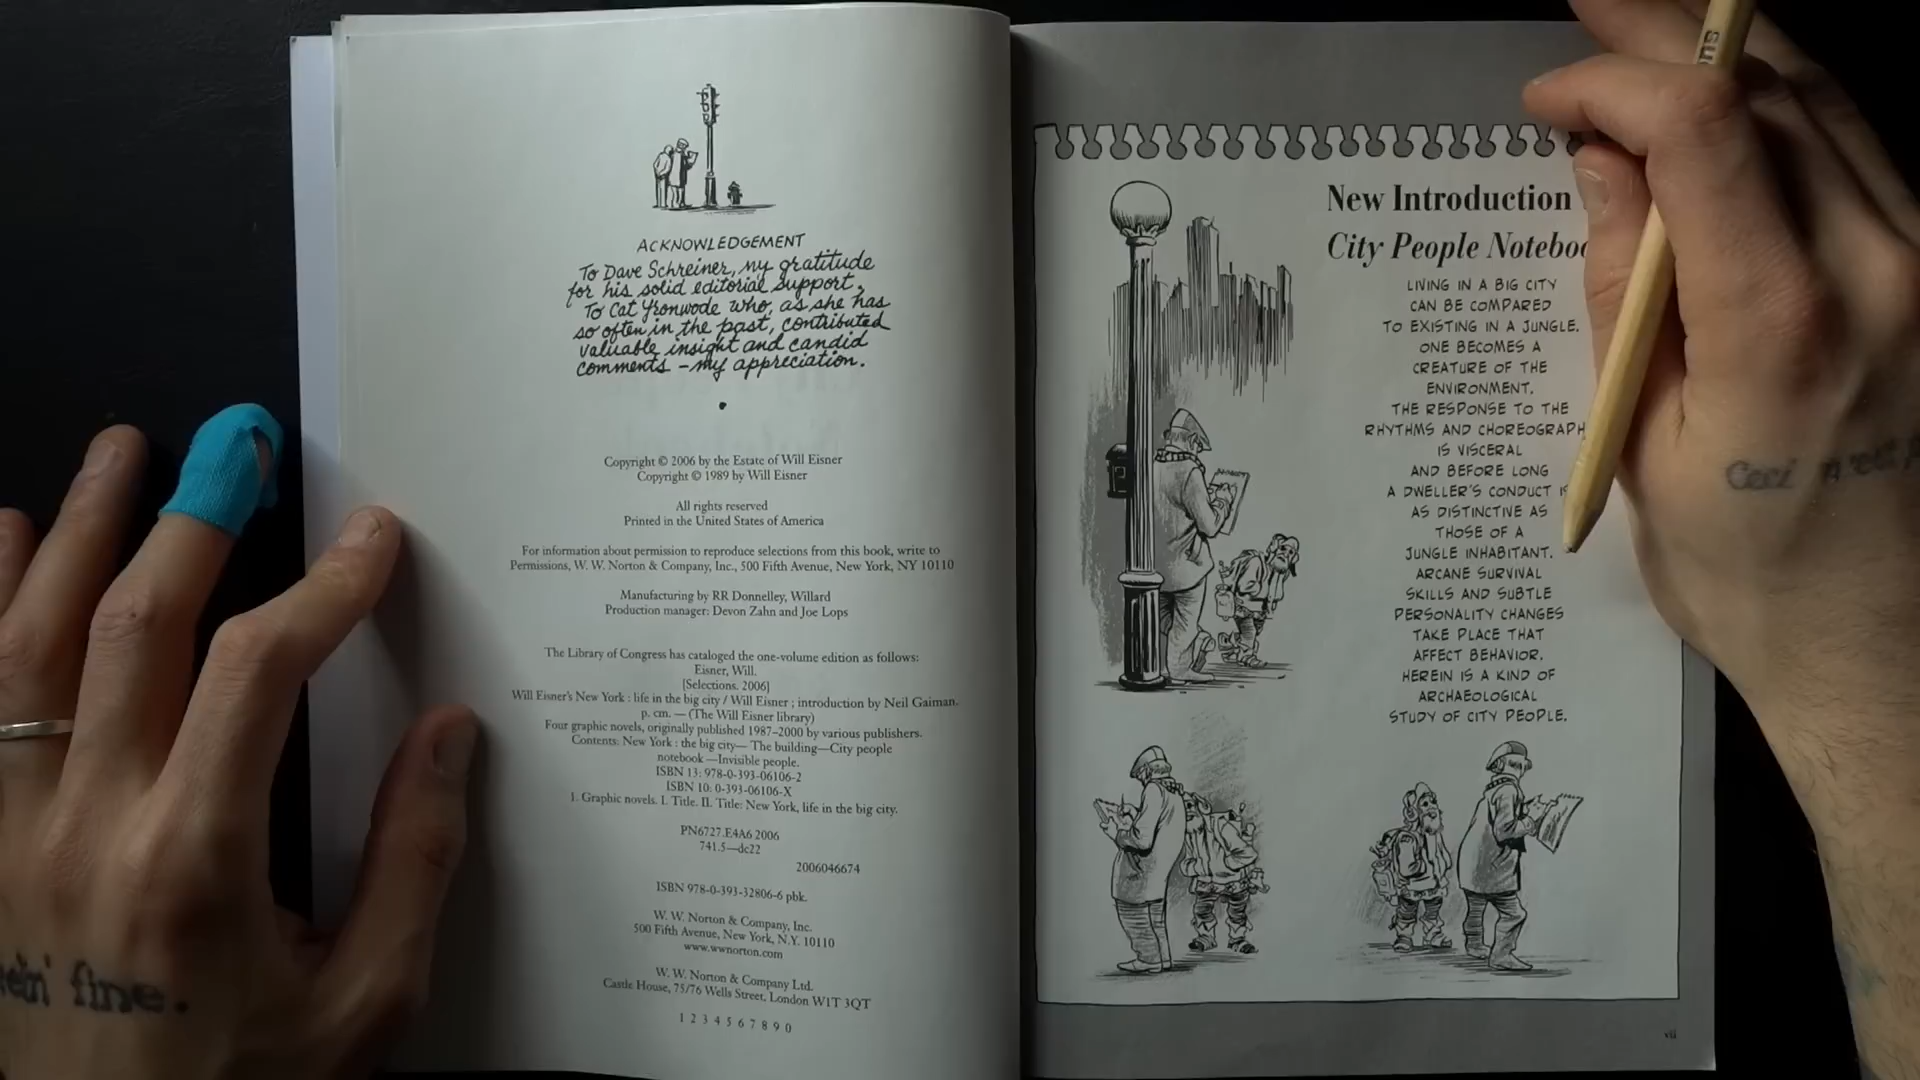 ACKNOWLEDGEMENT
To Dave Schreiner, my gratitude
for his solid editorial support.
To Cat Yronwode who, as she has
so often in the past, contributed
valuable insight and candid
comments – my appreciation.
Copyright © 2006 by the Estate of Will Eisner
Copyright © 1989 by Will Eisner
All rights reserved
Printed in the United States of America
For information about permission to reproduce selections from this book, write to
Permissions, W. W. Norton & Company, Inc., 500 Fifth Avenue, New York, NY 10110
Manufacturing by RR Donnelley, Willard
Production manager: Devon Zahn and Joe Lops
The Library of Congress has cataloged the one-volume edition as follows:
Eisner, Will.
[Selections. 2006]
Will Eisner's New York : life in the big city / Will Eisner ; introduction by Neil Gaiman.
p. cm. — (The Will Eisner library)
Four graphic novels, originally published 1987–2000 by various publishers.
Contents: New York : the big city— The building—City people
notebook —Invisible people.
ISBN 13: 978-0-393-06106-2
ISBN 10: 0-393-06106-X
1. Graphic novels. I. Title. II. Title: New York, life in the big city.
PN6727.E4A6 2006
741.5—dc22
2006046674
ISBN 978-0-393-32806-6 pbk.
W. W. Norton & Company, Inc.
500 Fifth Avenue, New York, N.Y. 10110
www.wwnorton.com
W. W. Norton & Company Ltd.
Castle House, 75/76 Wells Street, London W1T 3QT
1 2 3 4 5 6 7 8 9 0
New Introduction
City People Noteboo
LIVING IN A BIG CITY
CAN BE COMPARED
TO EXISTING IN A JUNGLE.
ONE BECOMES A
CREATURE OF THE
ENVIRONMENT.
THE RESPONSE TO THE
RHYTHMS AND CHOREOGRAPH
IS VISCERAL
AND BEFORE LONG
A DWELLER'S CONDUCT IS
AS DISTINCTIVE AS
THOSE OF A
JUNGLE INHABITANT.
ARCANE SURVIVAL
SKILLS AND SUBTLE
PERSONALITY CHANGES
TAKE PLACE THAT
AFFECT BEHAVIOR.
HEREIN IS A KIND OF
ARCHAEOLOGICAL
STUDY OF CITY PEOPLE.
vii
fine.
Ceci n'est